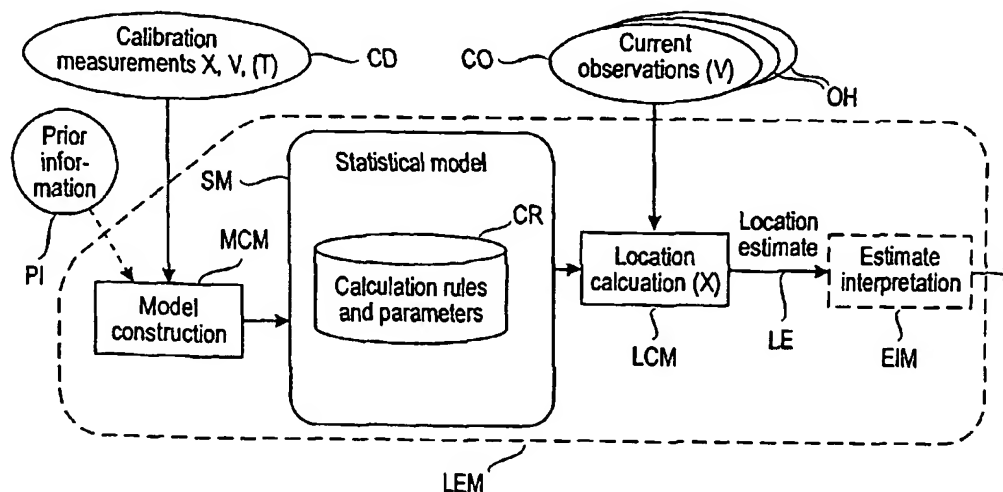 Calibration
measurements X, V, (T)
CD
CO
Current
observations (V)
OH
Prior
infor-
mation
PI
SM
Statistical model
MCM
CR
Model
construction
Calculation rules
and parameters
Location
calcuation (X)
LCM
Location
estimate
LE
Estimate
interpretation
EIM
LEM